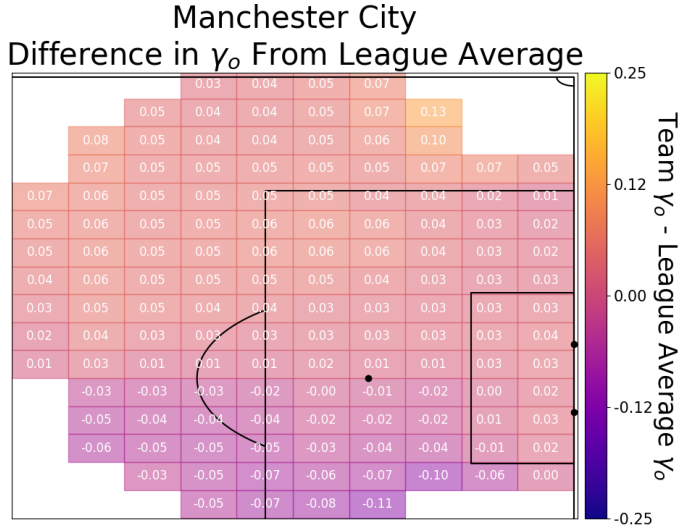 Manchester City
Difference in γₒ From League Average
0.03 0.04 0.05 0.07
0.05 0.04 0.04 0.05 0.07 0.13
0.08 0.05 0.04 0.04 0.05 0.06 0.10
0.07 0.05 0.05 0.05 0.05 0.05 0.07 0.07 0.05
0.07 0.06 0.05 0.05 0.05 0.05 0.04 0.04 0.02 0.01
0.05 0.06 0.05 0.05 0.06 0.06 0.06 0.04 0.03 0.02
0.05 0.06 0.05 0.05 0.06 0.06 0.06 0.04 0.03 0.02
0.04 0.06 0.05 0.05 0.05 0.05 0.04 0.03 0.03 0.03
0.03 0.05 0.05 0.04 0.04 0.03 0.03 0.03 0.03 0.03
0.02 0.04 0.03 0.03 0.03 0.03 0.03 0.03 0.03 0.04
0.01 0.03 0.01 0.01 0.01 0.02 0.01 0.01 0.03 0.03
-0.03 -0.03 -0.03 -0.02 -0.00 -0.01 -0.02 0.00 0.02
-0.05 -0.04 -0.04 -0.04 -0.02 -0.02 -0.02 0.01 0.03
-0.06 -0.05 -0.05 -0.05 -0.03 -0.04 -0.04 -0.01 0.02
-0.03 -0.05 -0.07 -0.06 -0.07 -0.10 -0.06 0.00
-0.05 -0.07 -0.08 -0.11
0.25
0.12
0.00
-0.12
-0.25
Team γₒ - League Average γₒ